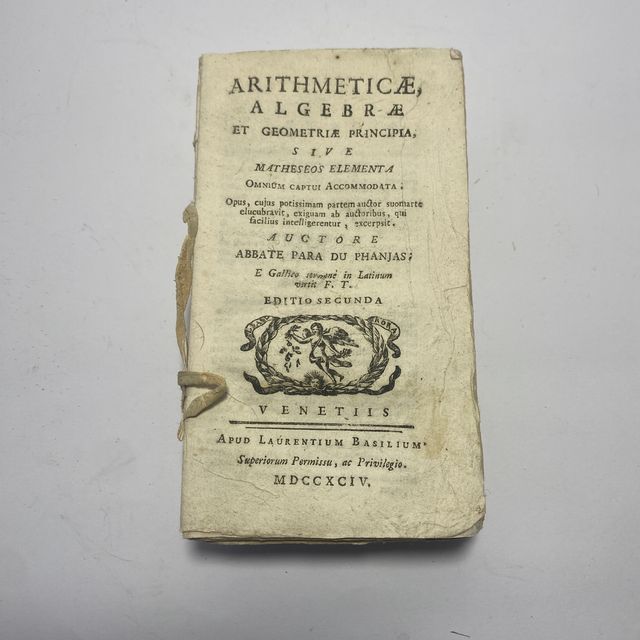 ARITHMETICÆ,
ALGEBRÆ
ET GEOMETRIÆ PRINCIPIA,
SIVE
MATHESEOS ELEMENTA
OMNIUM CAPTUI ACCOMMODATA:
Opus, cujus potissimam partem auctor suomarte
elucubravit, exiguam ab auctoribus, qui
facilius intelligerentur, excerpsit.
AUCTORE
ABBATE PARA DU PHANJAS;
E Gallico sermone in Latinum
vertit F. T.
EDITIO SECUNDA
VENETIIS
APUD LAURENTIUM BASILIUM
Superiorum Permissu, ac Privilegio.
MDCCXCIV.